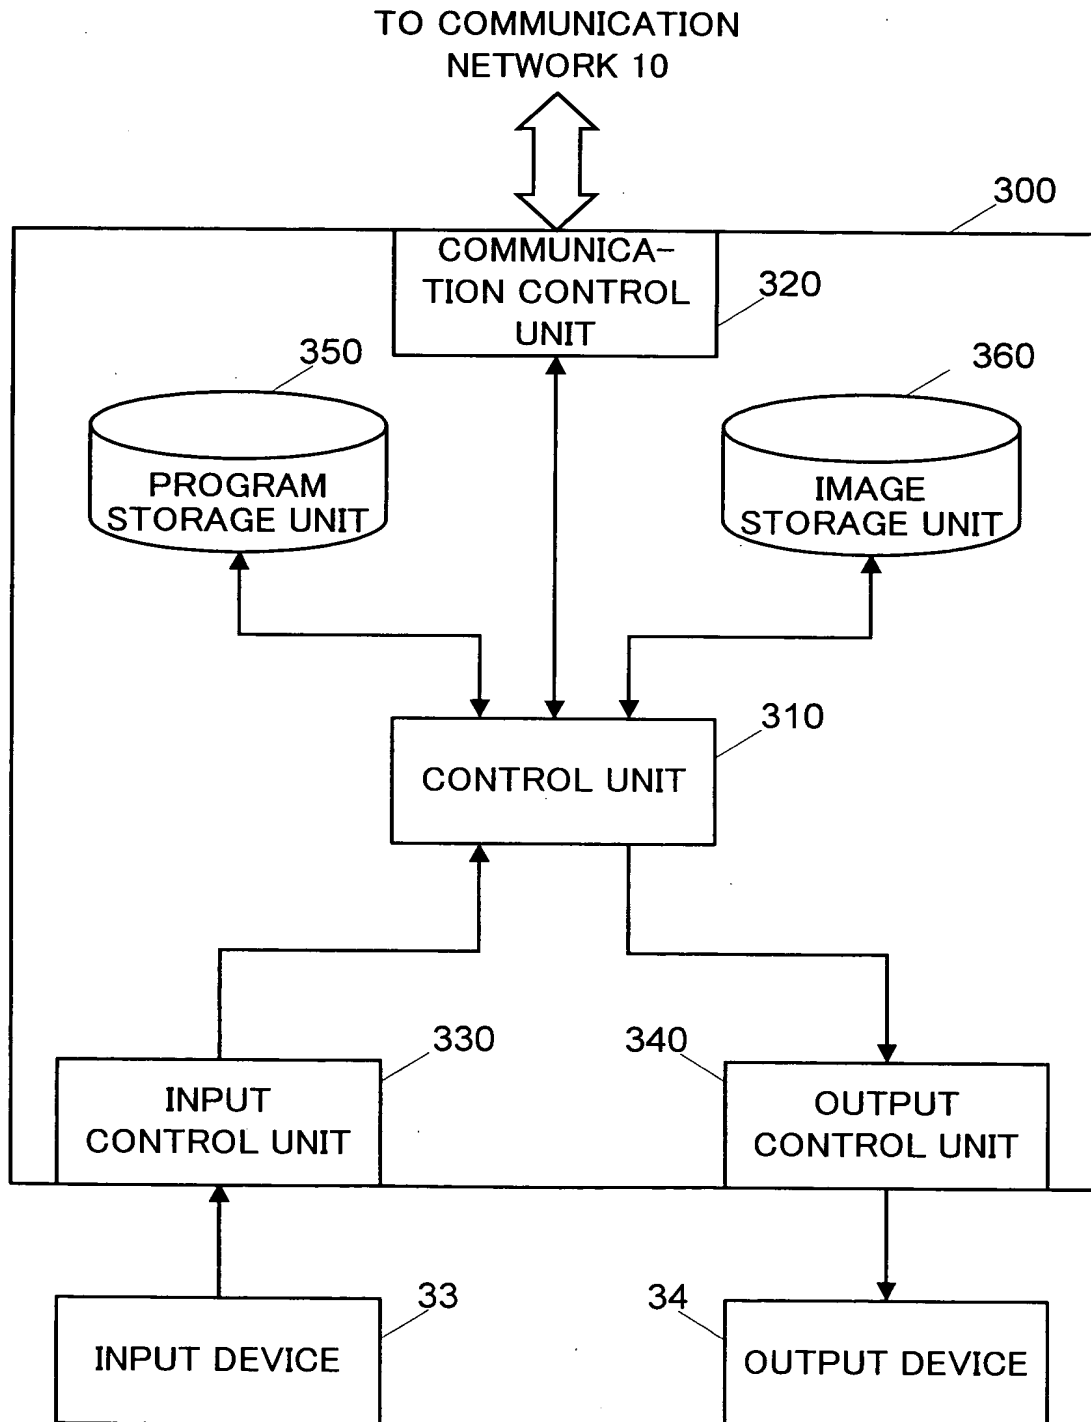 TO COMMUNICATION
NETWORK 10
300
COMMUNICA-
TION CONTROL
UNIT
320
350
360
PROGRAM
STORAGE UNIT
IMAGE
STORAGE UNIT
310
CONTROL UNIT
330
340
INPUT
CONTROL UNIT
OUTPUT
CONTROL UNIT
33
34
INPUT DEVICE
OUTPUT DEVICE